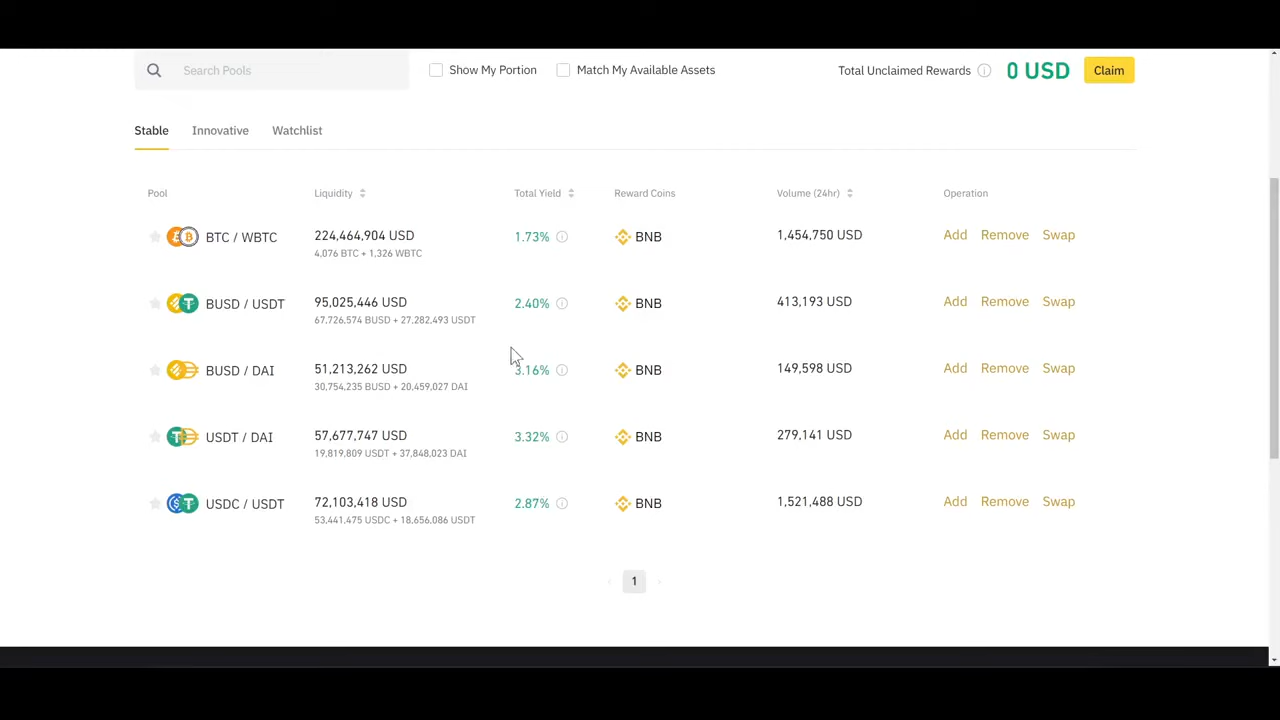 Search Pools
Show My Portion
Match My Available Assets
Total Unclaimed Rewards
0 USD
Claim
Stable
Innovative
Watchlist
Pool
Liquidity
Total Yield
Reward Coins
Volume (24hr)
Operation
BTC / WBTC
224,464,904 USD
4,076 BTC + 1,326 WBTC
1.73%
BNB
1,454,750 USD
Add
Remove
Swap
BUSD / USDT
95,025,446 USD
67,726,574 BUSD + 27,282,493 USDT
2.40%
BNB
413,193 USD
Add
Remove
Swap
BUSD / DAI
51,213,262 USD
30,754,235 BUSD + 20,459,027 DAI
3.16%
BNB
149,598 USD
Add
Remove
Swap
USDT / DAI
57,677,747 USD
19,819,809 USDT + 37,848,023 DAI
3.32%
BNB
279,141 USD
Add
Remove
Swap
USDC / USDT
72,103,418 USD
53,441,475 USDC + 18,656,086 USDT
2.87%
BNB
1,521,488 USD
Add
Remove
Swap
1